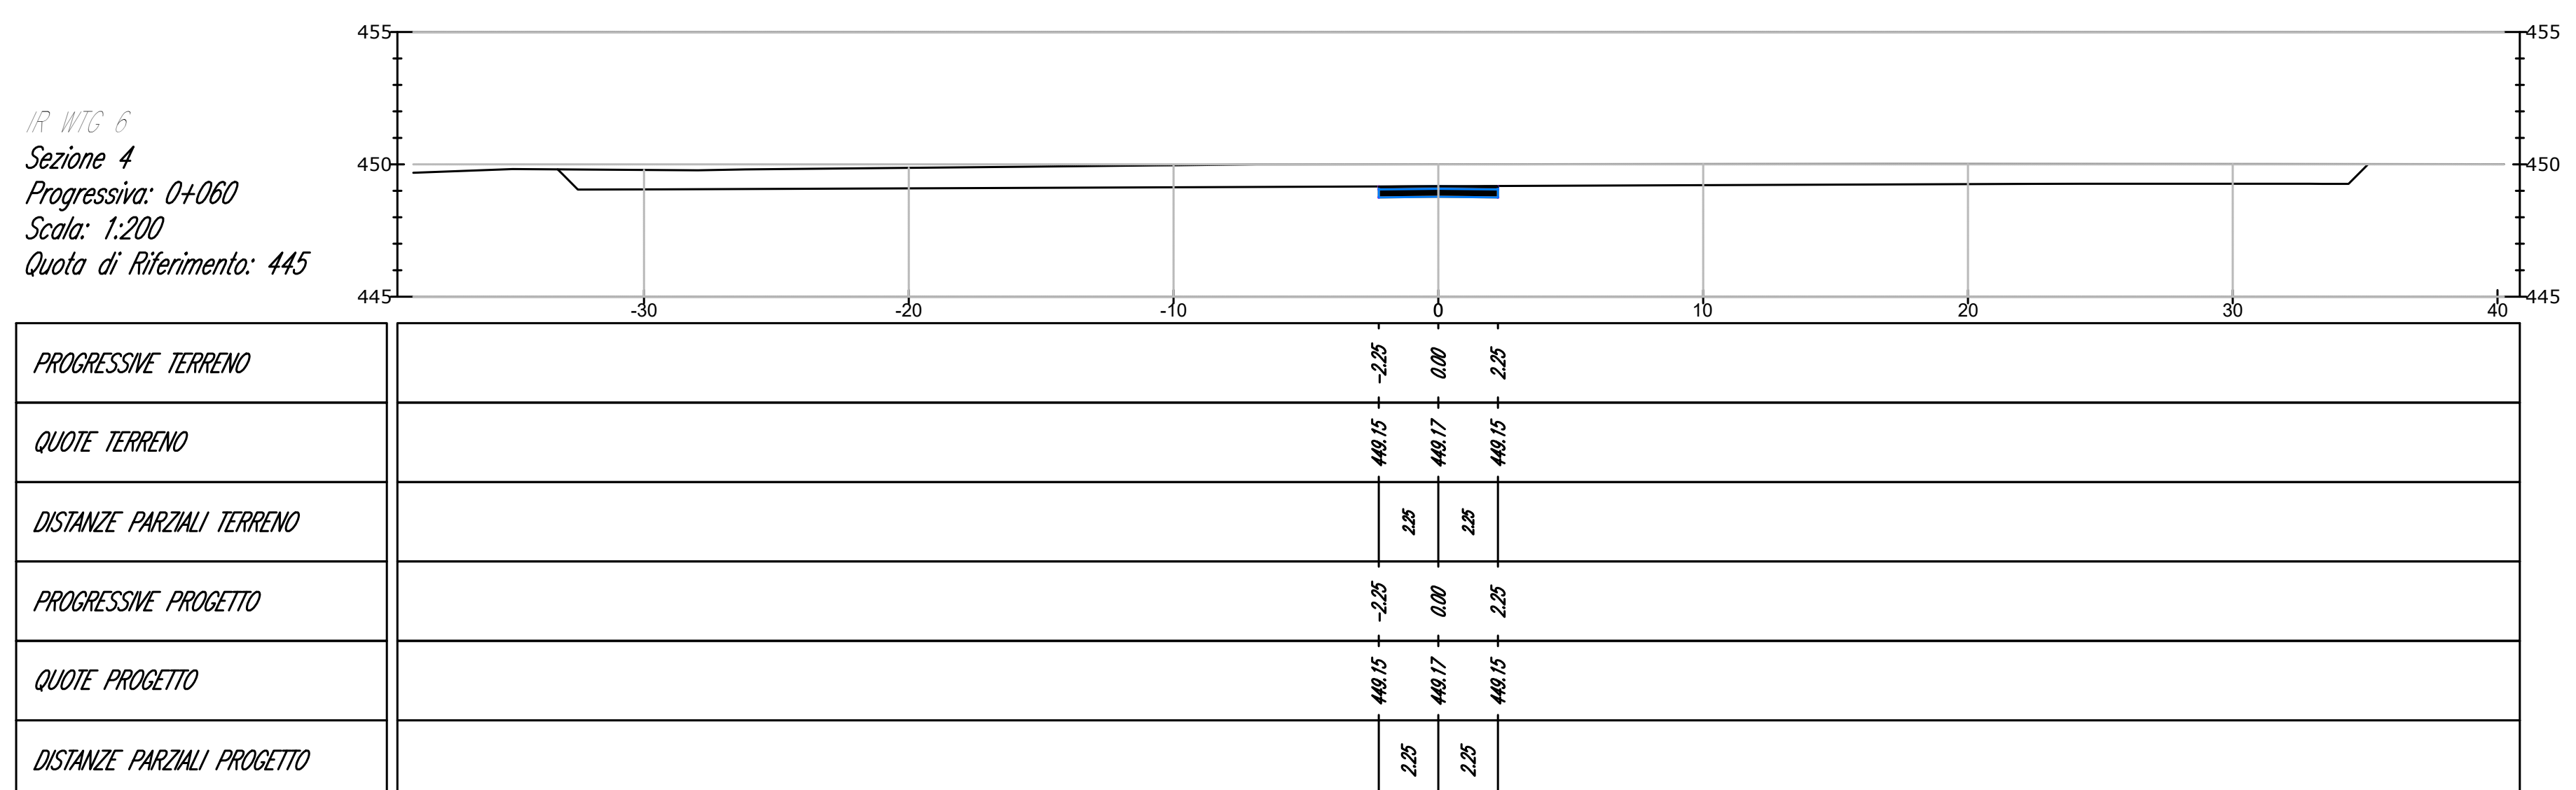 455 455
IR WTG 6
Sezione 4
450 450
Progressiva: 0+060
Scala: 1:200
Quota di Riferimento: 445
445 445
-30 -20 -10 0 10 20 30 40
PROGRESSIVE TERRENO -2.25 0.00 2.25
QUOTE TERRENO 449.15 449.17 449.15
DISTANZE PARZIALI TERRENO 2.25 2.25
PROGRESSIVE PROGETTO -2.25 0.00 2.25
QUOTE PROGETTO 449.15 449.17 449.15
DISTANZE PARZIALI PROGETTO 2.25 2.25